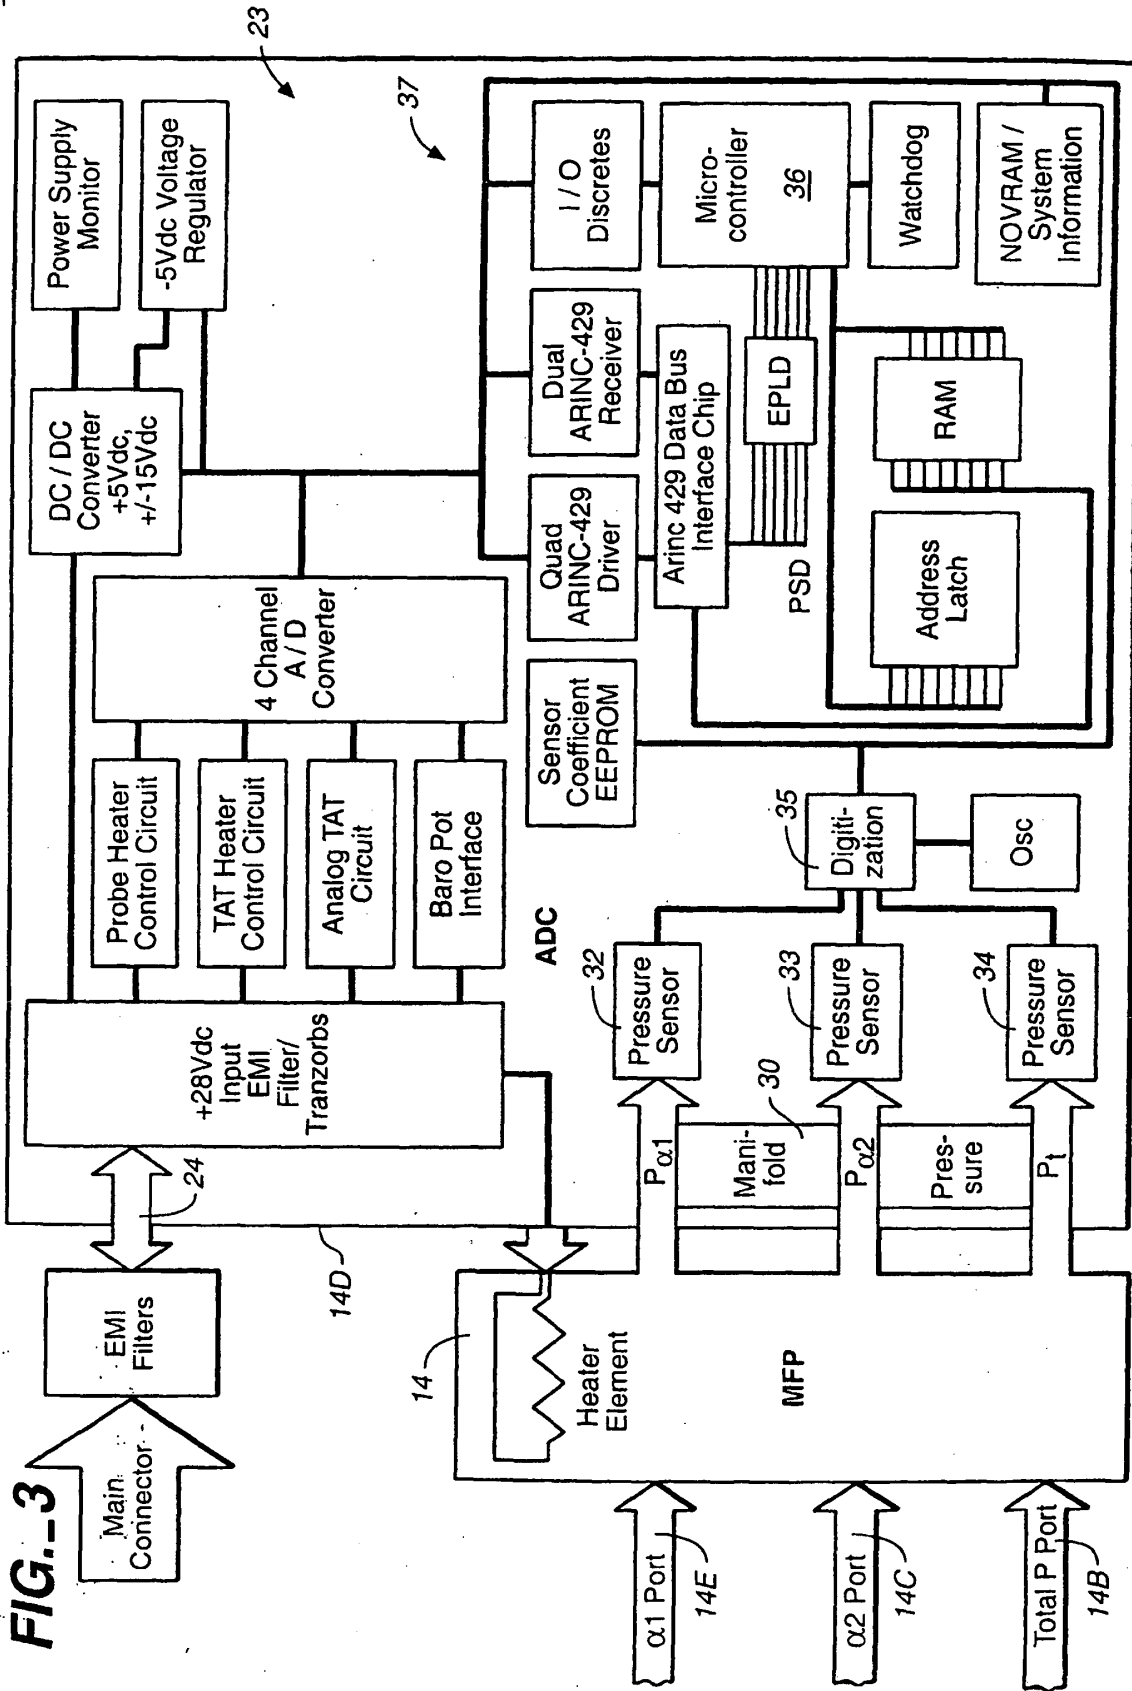 FIG._3
Main
Connector
EMI
Filters
24
14D
+28Vdc
Input
EMI
Filter/
Tranzorbs
Probe Heater
Control Circuit
TAT Heater
Control Circuit
Analog TAT
Circuit
Baro Pot
Interface
4 Channel
A / D
Converter
DC / DC
Converter
+5Vdc,
+/-15Vdc
Power Supply
Monitor
-5Vdc Voltage
Regulator
23
37
ADC
Sensor
Coefficient
EEPROM
Quad
ARINC-429
Driver
Dual
ARINC-429
Receiver
I / O
Discretes
Arinc 429 Data Bus
Interface Chip
Micro-
controller
36
EPLD
PSD
Watchdog
Address
Latch
RAM
NOVRAM /
System
Information
14
Heater
Element
MFP
α1 Port
14E
α2 Port
14C
Total P Port
14B
Pα1
Mani-
fold
30
Pα2
Pres-
sure
Pt
32
Pressure
Sensor
33
Pressure
Sensor
34
Pressure
Sensor
35
Digiti-
zation
Osc